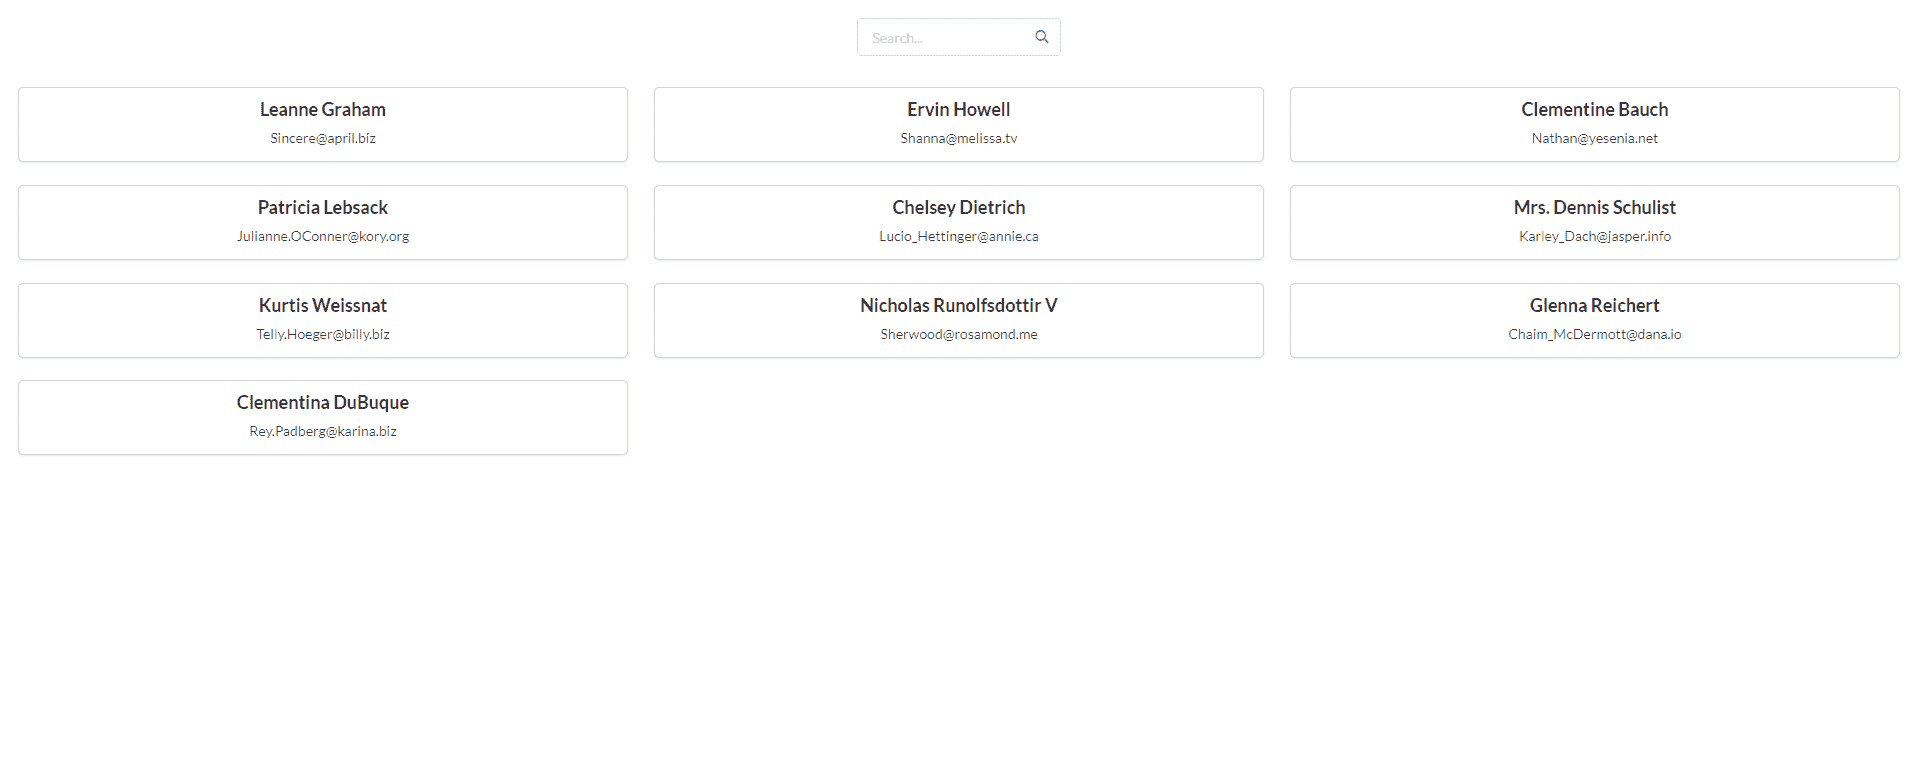 Search...
Leanne Graham
Sincere@april.biz
Ervin Howell
Shanna@melissa.tv
Clementine Bauch
Nathan@yesenia.net
Patricia Lebsack
Julianne.OConner@kory.org
Chelsey Dietrich
Lucio_Hettinger@annie.ca
Mrs. Dennis Schulist
Karley_Dach@jasper.info
Kurtis Weissnat
Telly.Hoeger@billy.biz
Nicholas Runolfsdottir V
Sherwood@rosamond.me
Glenna Reichert
Chaim_McDermott@dana.io
Clementina DuBuque
Rey.Padberg@karina.biz